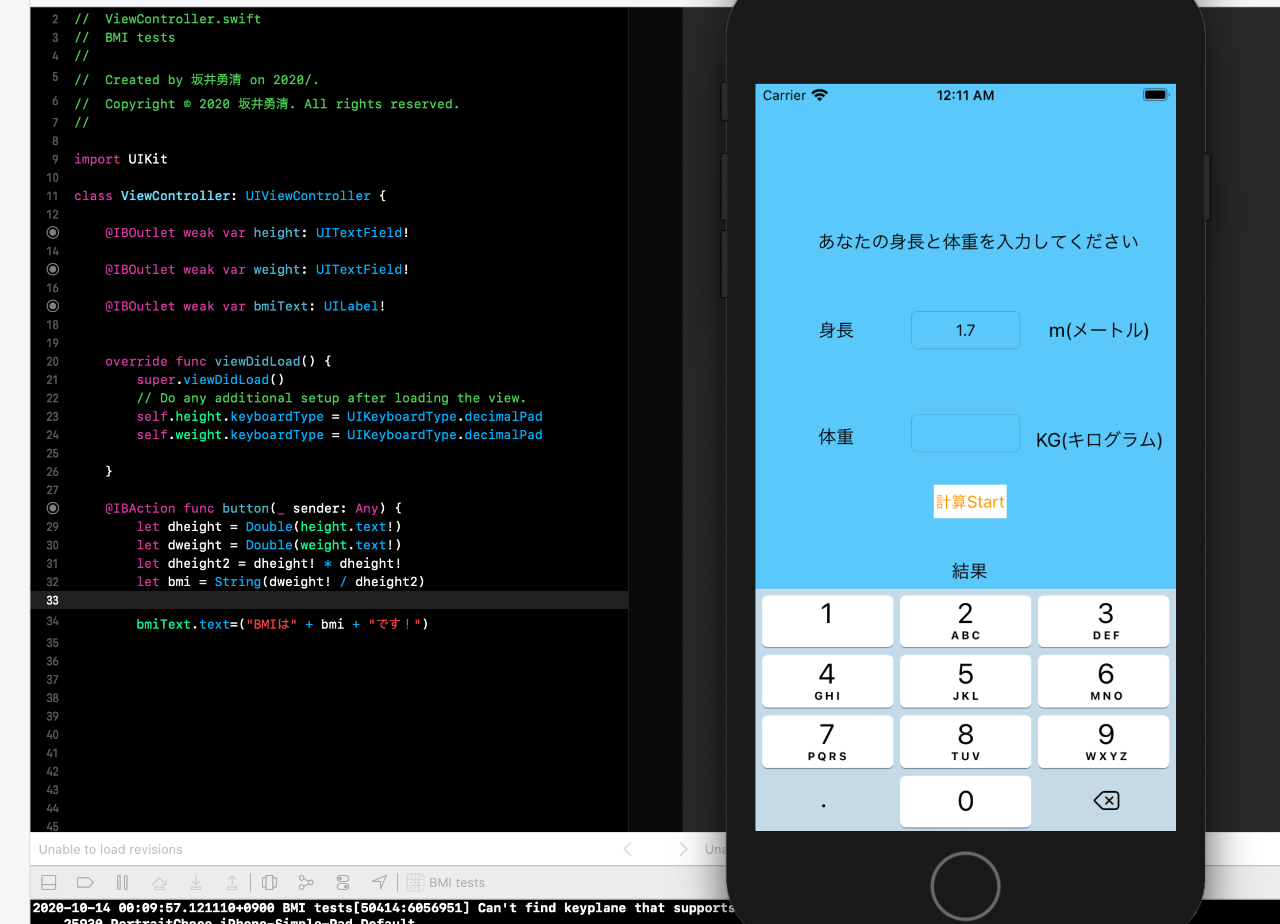 2 //  ViewController.swift
3 //  BMI tests
4 //
5 //  Created by 坂井勇清 on 2020/.
6 //  Copyright © 2020 坂井勇清. All rights reserved.
7 //
8
9 import UIKit
10
11 class ViewController: UIViewController {
12
@IBOutlet weak var height: UITextField!
14
@IBOutlet weak var weight: UITextField!
16
@IBOutlet weak var bmiText: UILabel!
18
19
20 override func viewDidLoad() {
21 super.viewDidLoad()
22 // Do any additional setup after loading the view.
23 self.height.keyboardType = UIKeyboardType.decimalPad
24 self.weight.keyboardType = UIKeyboardType.decimalPad
25
26 }
27
@IBAction func button(_ sender: Any) {
29 let dheight = Double(height.text!)
30 let dweight = Double(weight.text!)
31 let dheight2 = dheight! * dheight!
32 let bmi = String(dweight! / dheight2)
33
34 bmiText.text=("BMIは" + bmi + "です！")
35
36
37
38
39
40
41
42
43
44
45
Unable to load revisions
Una
BMI tests
2020-10-14 00:09:57.121110+0900 BMI tests[50414:6056951] Can't find keyplane that supports
25930_PortraitChoco_iPhone-Simple-Pad_Default
Carrier 12:11 AM
あなたの身長と体重を入力してください
身長 1.7 m(メートル)
体重 KG(キログラム)
計算Start
結果
1 2 3
ABC DEF
4 5 6
GHI JKL MNO
7 8 9
PQRS TUV WXYZ
. 0